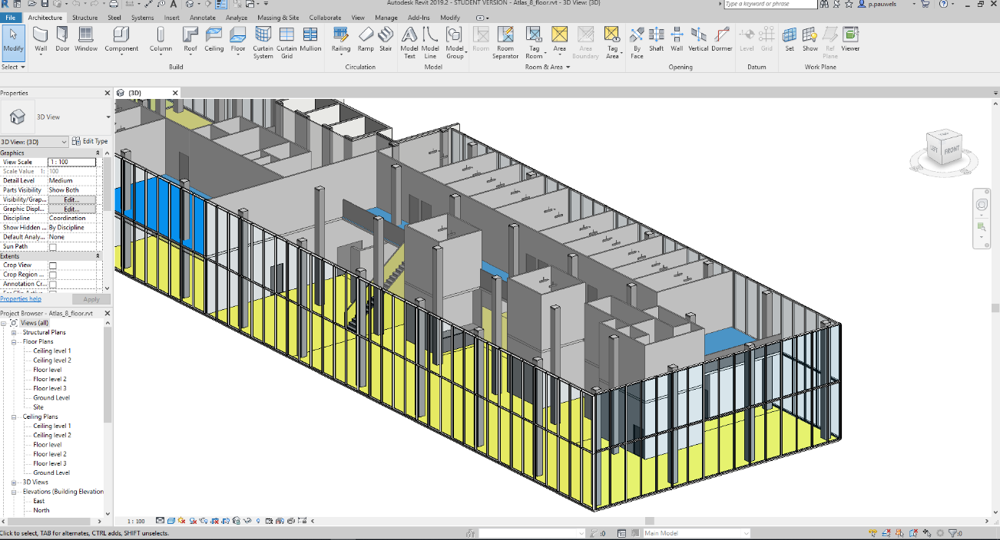 Autodesk Revit 2019.2 - STUDENT VERSION - Atlas_8_floor.rvt - 3D View: {3D}
Type a keyword or phrase
p.pauwels
File Architecture Structure Steel Systems Insert Annotate Analyze Massing & Site Collaborate View Manage Add-Ins Modify
Modify Wall Door Window Component Column Roof Ceiling Floor Curtain System Curtain Grid Mullion Railing Ramp Stair Model Text Model Line Model Group Room Room Separator Tag Room Area Area Boundary Tag Area By Face Shaft Wall Vertical Dormer Level Grid Set Show Ref Plane Viewer
Select Build Circulation Model Room & Area Opening Datum Work Plane
Properties
{3D}
3D View
3D View: {3D} Edit Type
Graphics
View Scale 1 : 100
Scale Value 1: 100
Detail Level Medium
Parts Visibility Show Both
Visibility/Grap... Edit...
Graphic Displ... Edit...
Discipline Coordination
Show Hidden ... By Discipline
Default Analy... None
Sun Path
Extents
Crop View
Crop Region ...
Annotation Cr...
Properties help Apply
Project Browser - Atlas_8_floor.rvt
Views (all)
Structural Plans
Floor Plans
Ceiling level 1
Ceiling level 2
Floor level
Floor level 2
Floor level 3
Ground Level
Site
Ceiling Plans
Ceiling level 1
Ceiling level 2
Floor level
Floor level 2
Floor level 3
Ground Level
3D Views
Elevations (Building Elevation
East
North
TOP
LEFT FRONT
1 : 100
Click to select, TAB for alternates, CTRL adds, SHIFT unselects.
:0
Main Model
:0